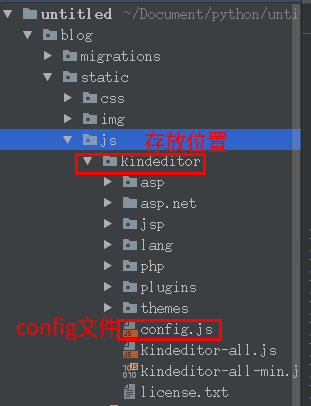 untitled ~/Document/python/unti
blog
migrations
static
css
img
js 存放位置
kindeditor
asp
asp.net
jsp
lang
php
plugins
themes
config文件 config.js
kindeditor-all.js
kindeditor-all-min.j
license.txt